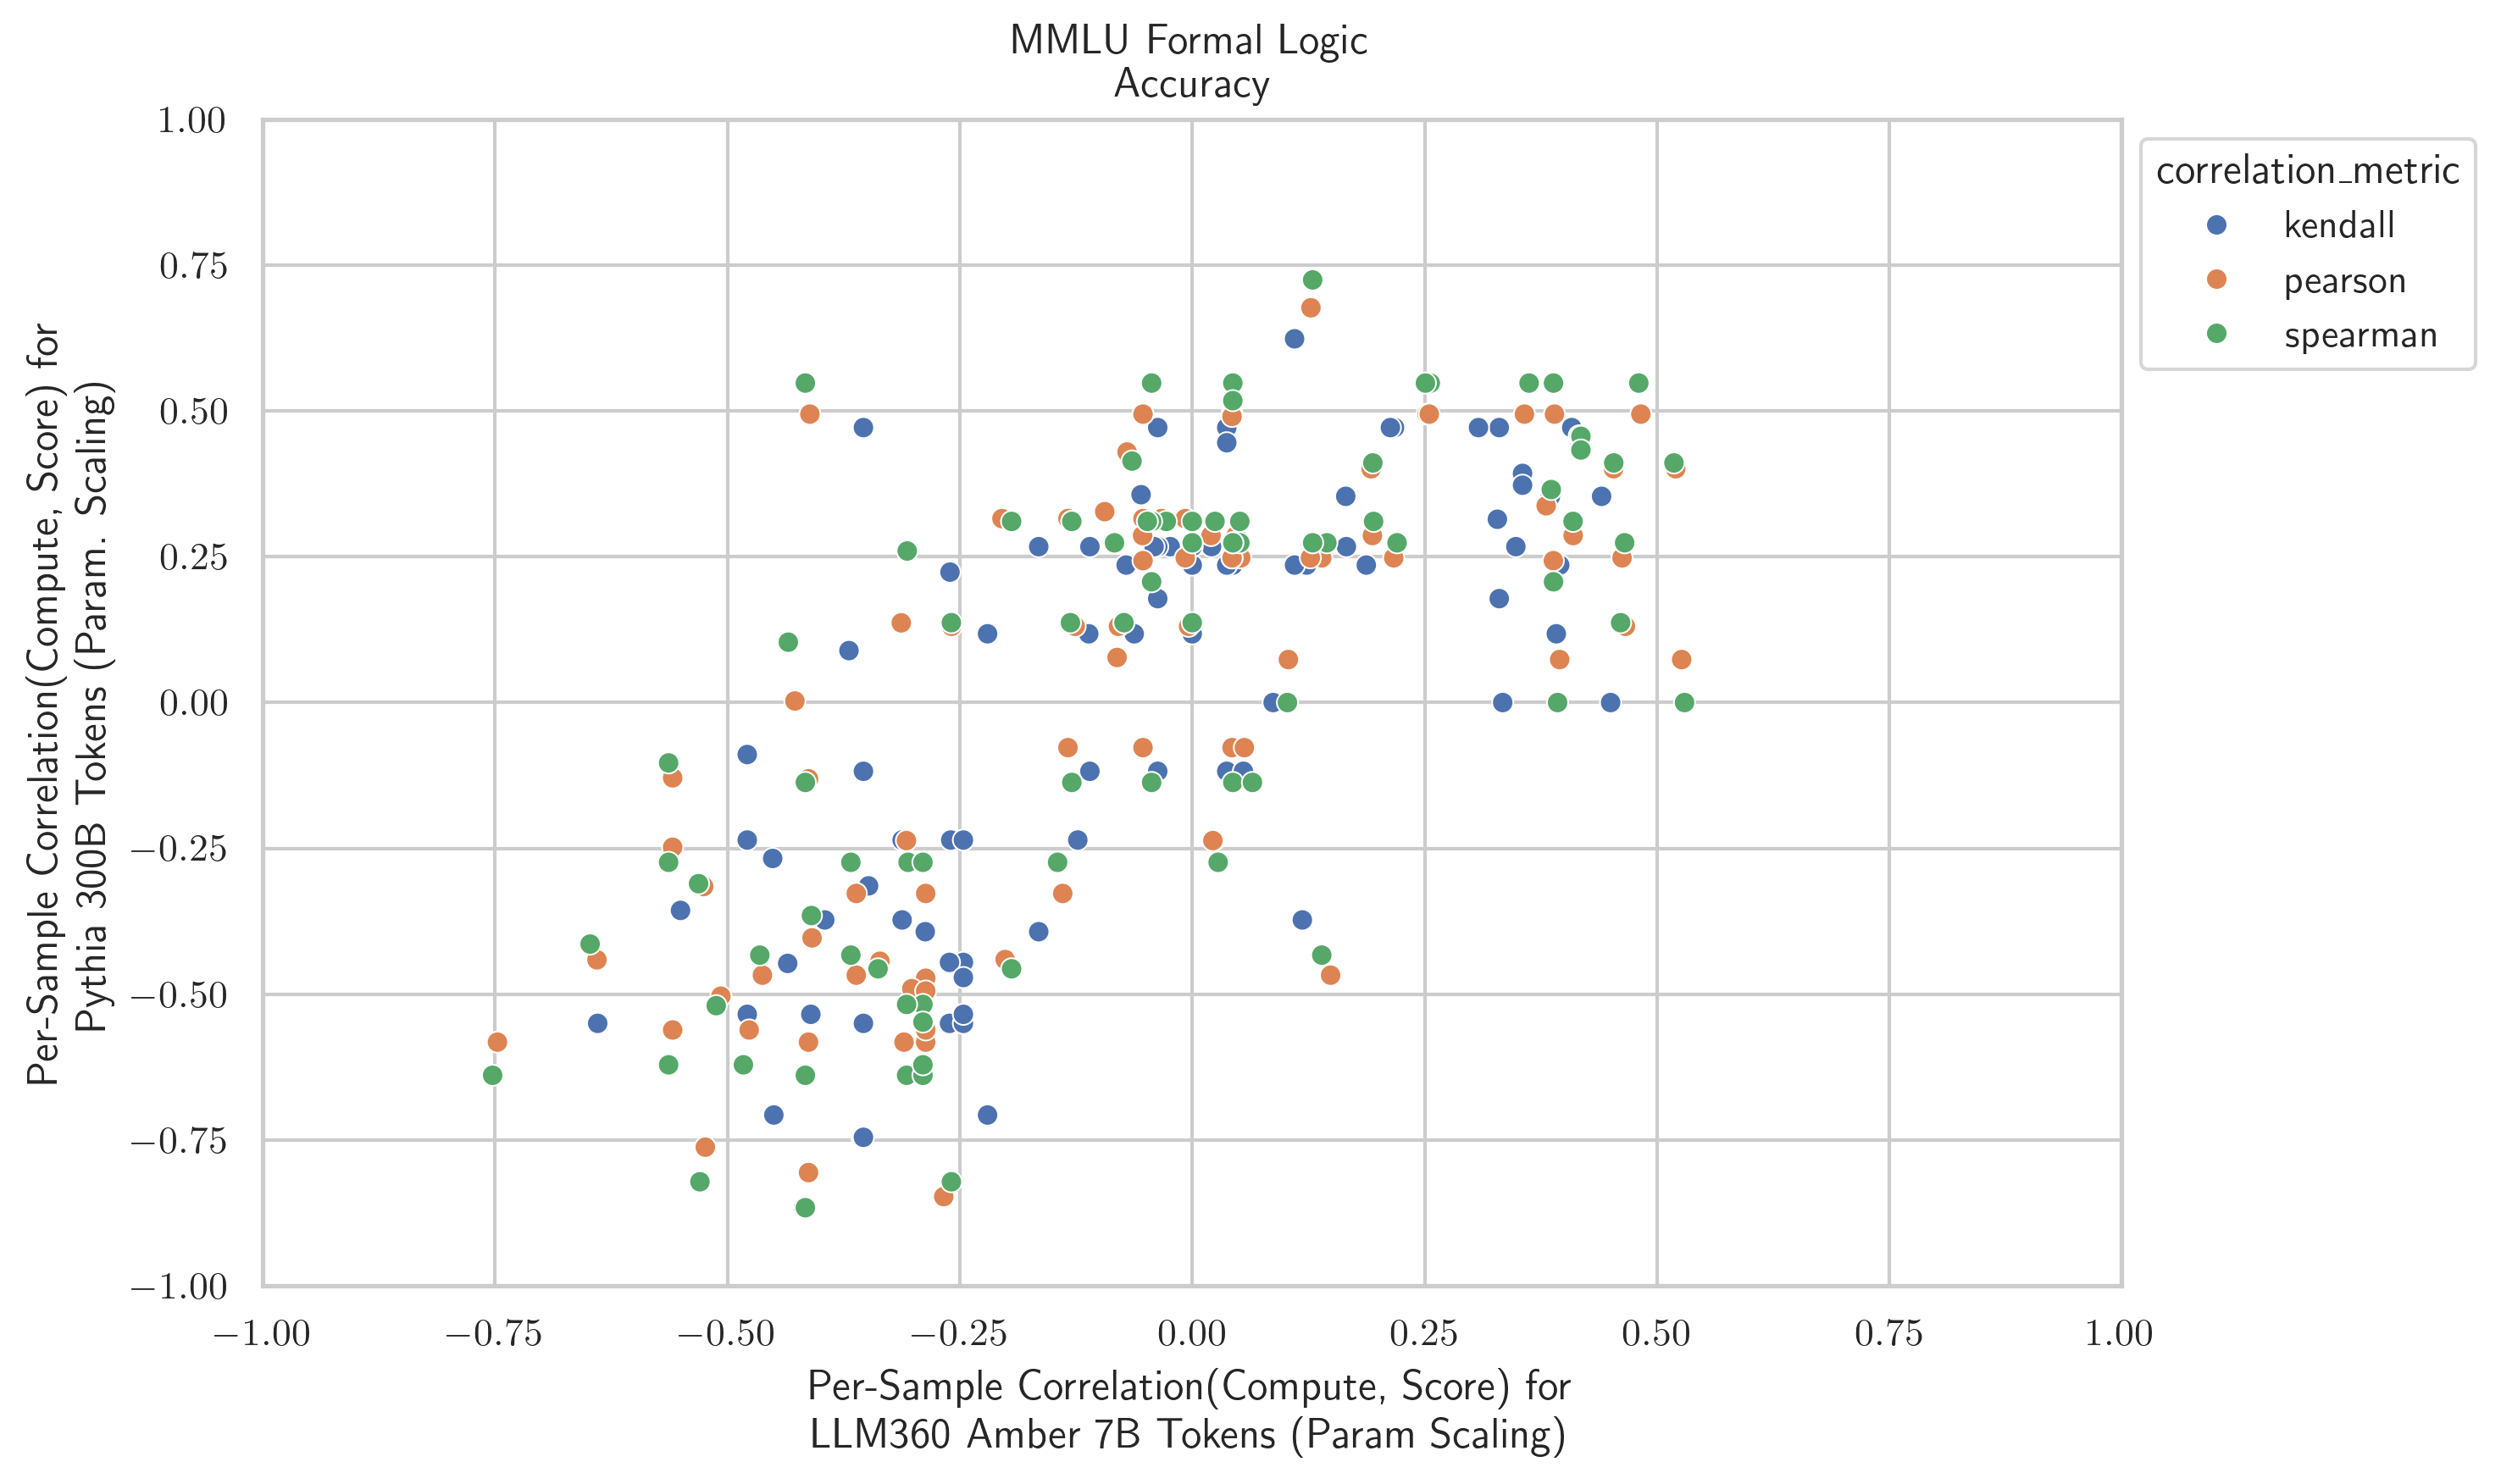 MMLU Formal Logic
Accuracy
1.00
0.75
0.50
0.25
0.00
−0.25
−0.50
−0.75
−1.00
Per-Sample Correlation(Compute, Score) for
Pythia 300B Tokens (Param. Scaling)
correlation_metric
kendall
pearson
spearman
−1.00 −0.75 −0.50 −0.25 0.00 0.25 0.50 0.75 1.00
Per-Sample Correlation(Compute, Score) for
LLM360 Amber 7B Tokens (Param Scaling)